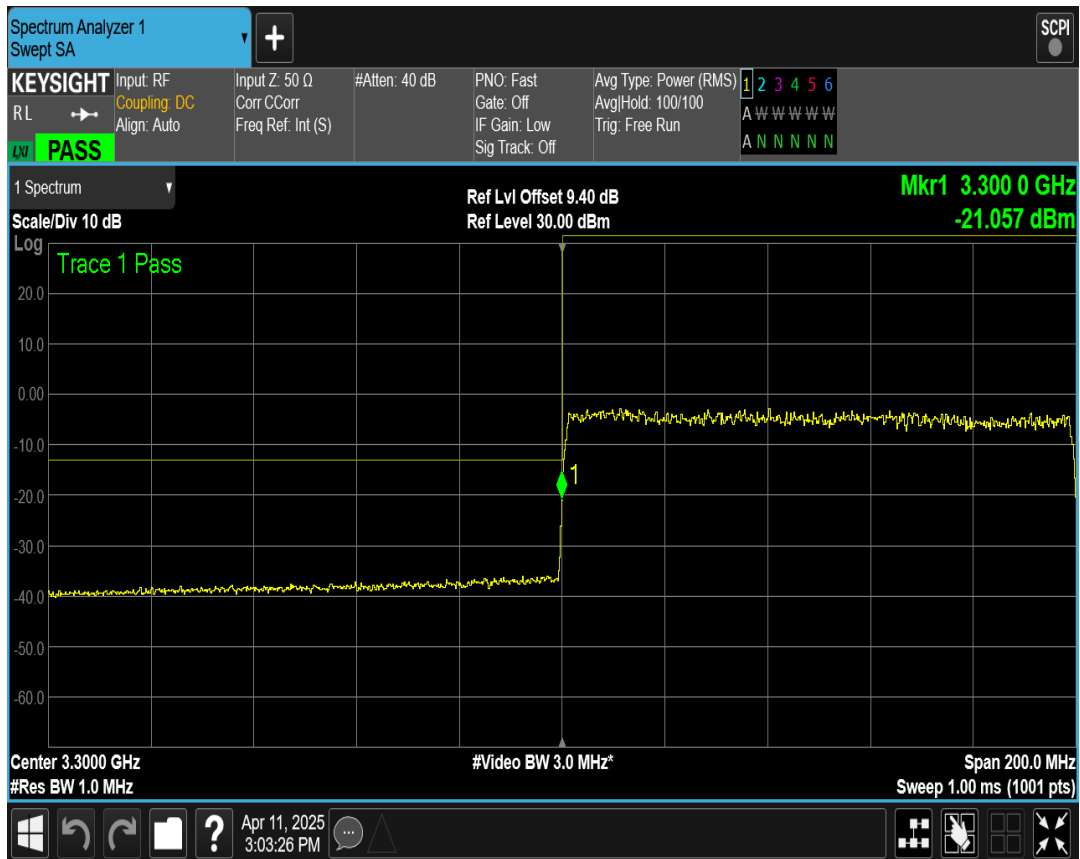 Spectrum Analyzer 1
Swept SA
+
SCPI
KEYSIGHT
RL
LXI PASS
Input: RF
Coupling: DC
Align: Auto
Input Z: 50 Ω
Corr CCorr
Freq Ref: Int (S)
#Atten: 40 dB
PNO: Fast
Gate: Off
IF Gain: Low
Sig Track: Off
Avg Type: Power (RMS)
Avg|Hold: 100/100
Trig: Free Run
1 2 3 4 5 6
A W W W W W
A N N N N N
1 Spectrum
Scale/Div 10 dB
Ref Lvl Offset 9.40 dB
Ref Level 30.00 dBm
Mkr1 3.300 0 GHz
-21.057 dBm
Log
Trace 1 Pass
20.0
10.0
0.00
-10.0
1
-20.0
-30.0
-40.0
-50.0
-60.0
Center 3.3000 GHz
#Res BW 1.0 MHz
#Video BW 3.0 MHz*
Span 200.0 MHz
Sweep 1.00 ms (1001 pts)
?
Apr 11, 2025
3:03:26 PM